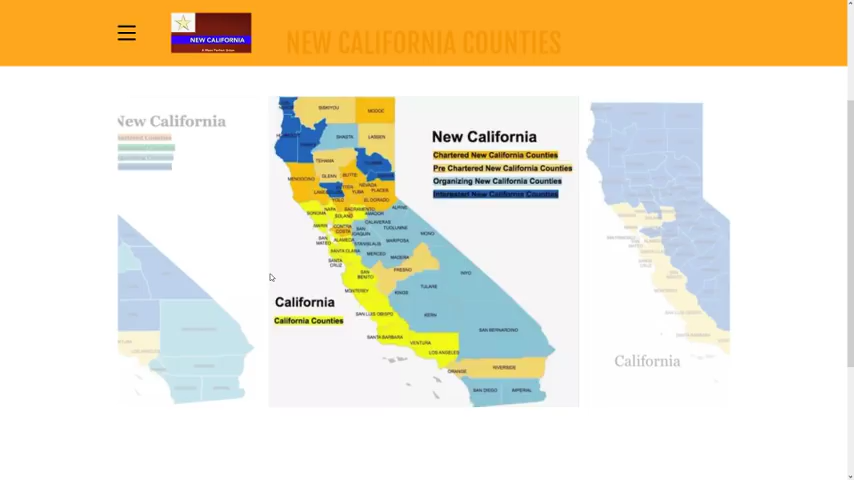 NEW CALIFORNIA
NEW CALIFORNIA COUNTIES
New California
New California
Chartered New California Counties
Pre Chartered New California Counties
Organizing New California Counties
Interested New California Counties
SISKIYOU
MODOC
HUMBOLDT
SHASTA
LASSEN
TEHAMA
MENDOCINO
GLENN
BUTTE
NEVADA
YUBA
PLACES
EL DORADO
YOLO
NAPA
SACRAMENTO
SONOMA
SOLANO
AMADOR
ALPINE
CALAVERAS
MARIN
CONTRA COSTA
SAN JOAQUIN
TUOLUMNE
MONO
SAN MATEO
ALAMEDA
STANISLAUS
MARIPOSA
SANTA CLARA
MERCED
MADERA
SANTA CRUZ
SAN BENITO
FRESNO
INYO
MONTEREY
KINGS
TULARE
California
California Counties
SAN LUIS OBISPO
KERN
SAN BERNARDINO
SANTA BARBARA
VENTURA
LOS ANGELES
ORANGE
RIVERSIDE
SAN DIEGO
IMPERIAL
California